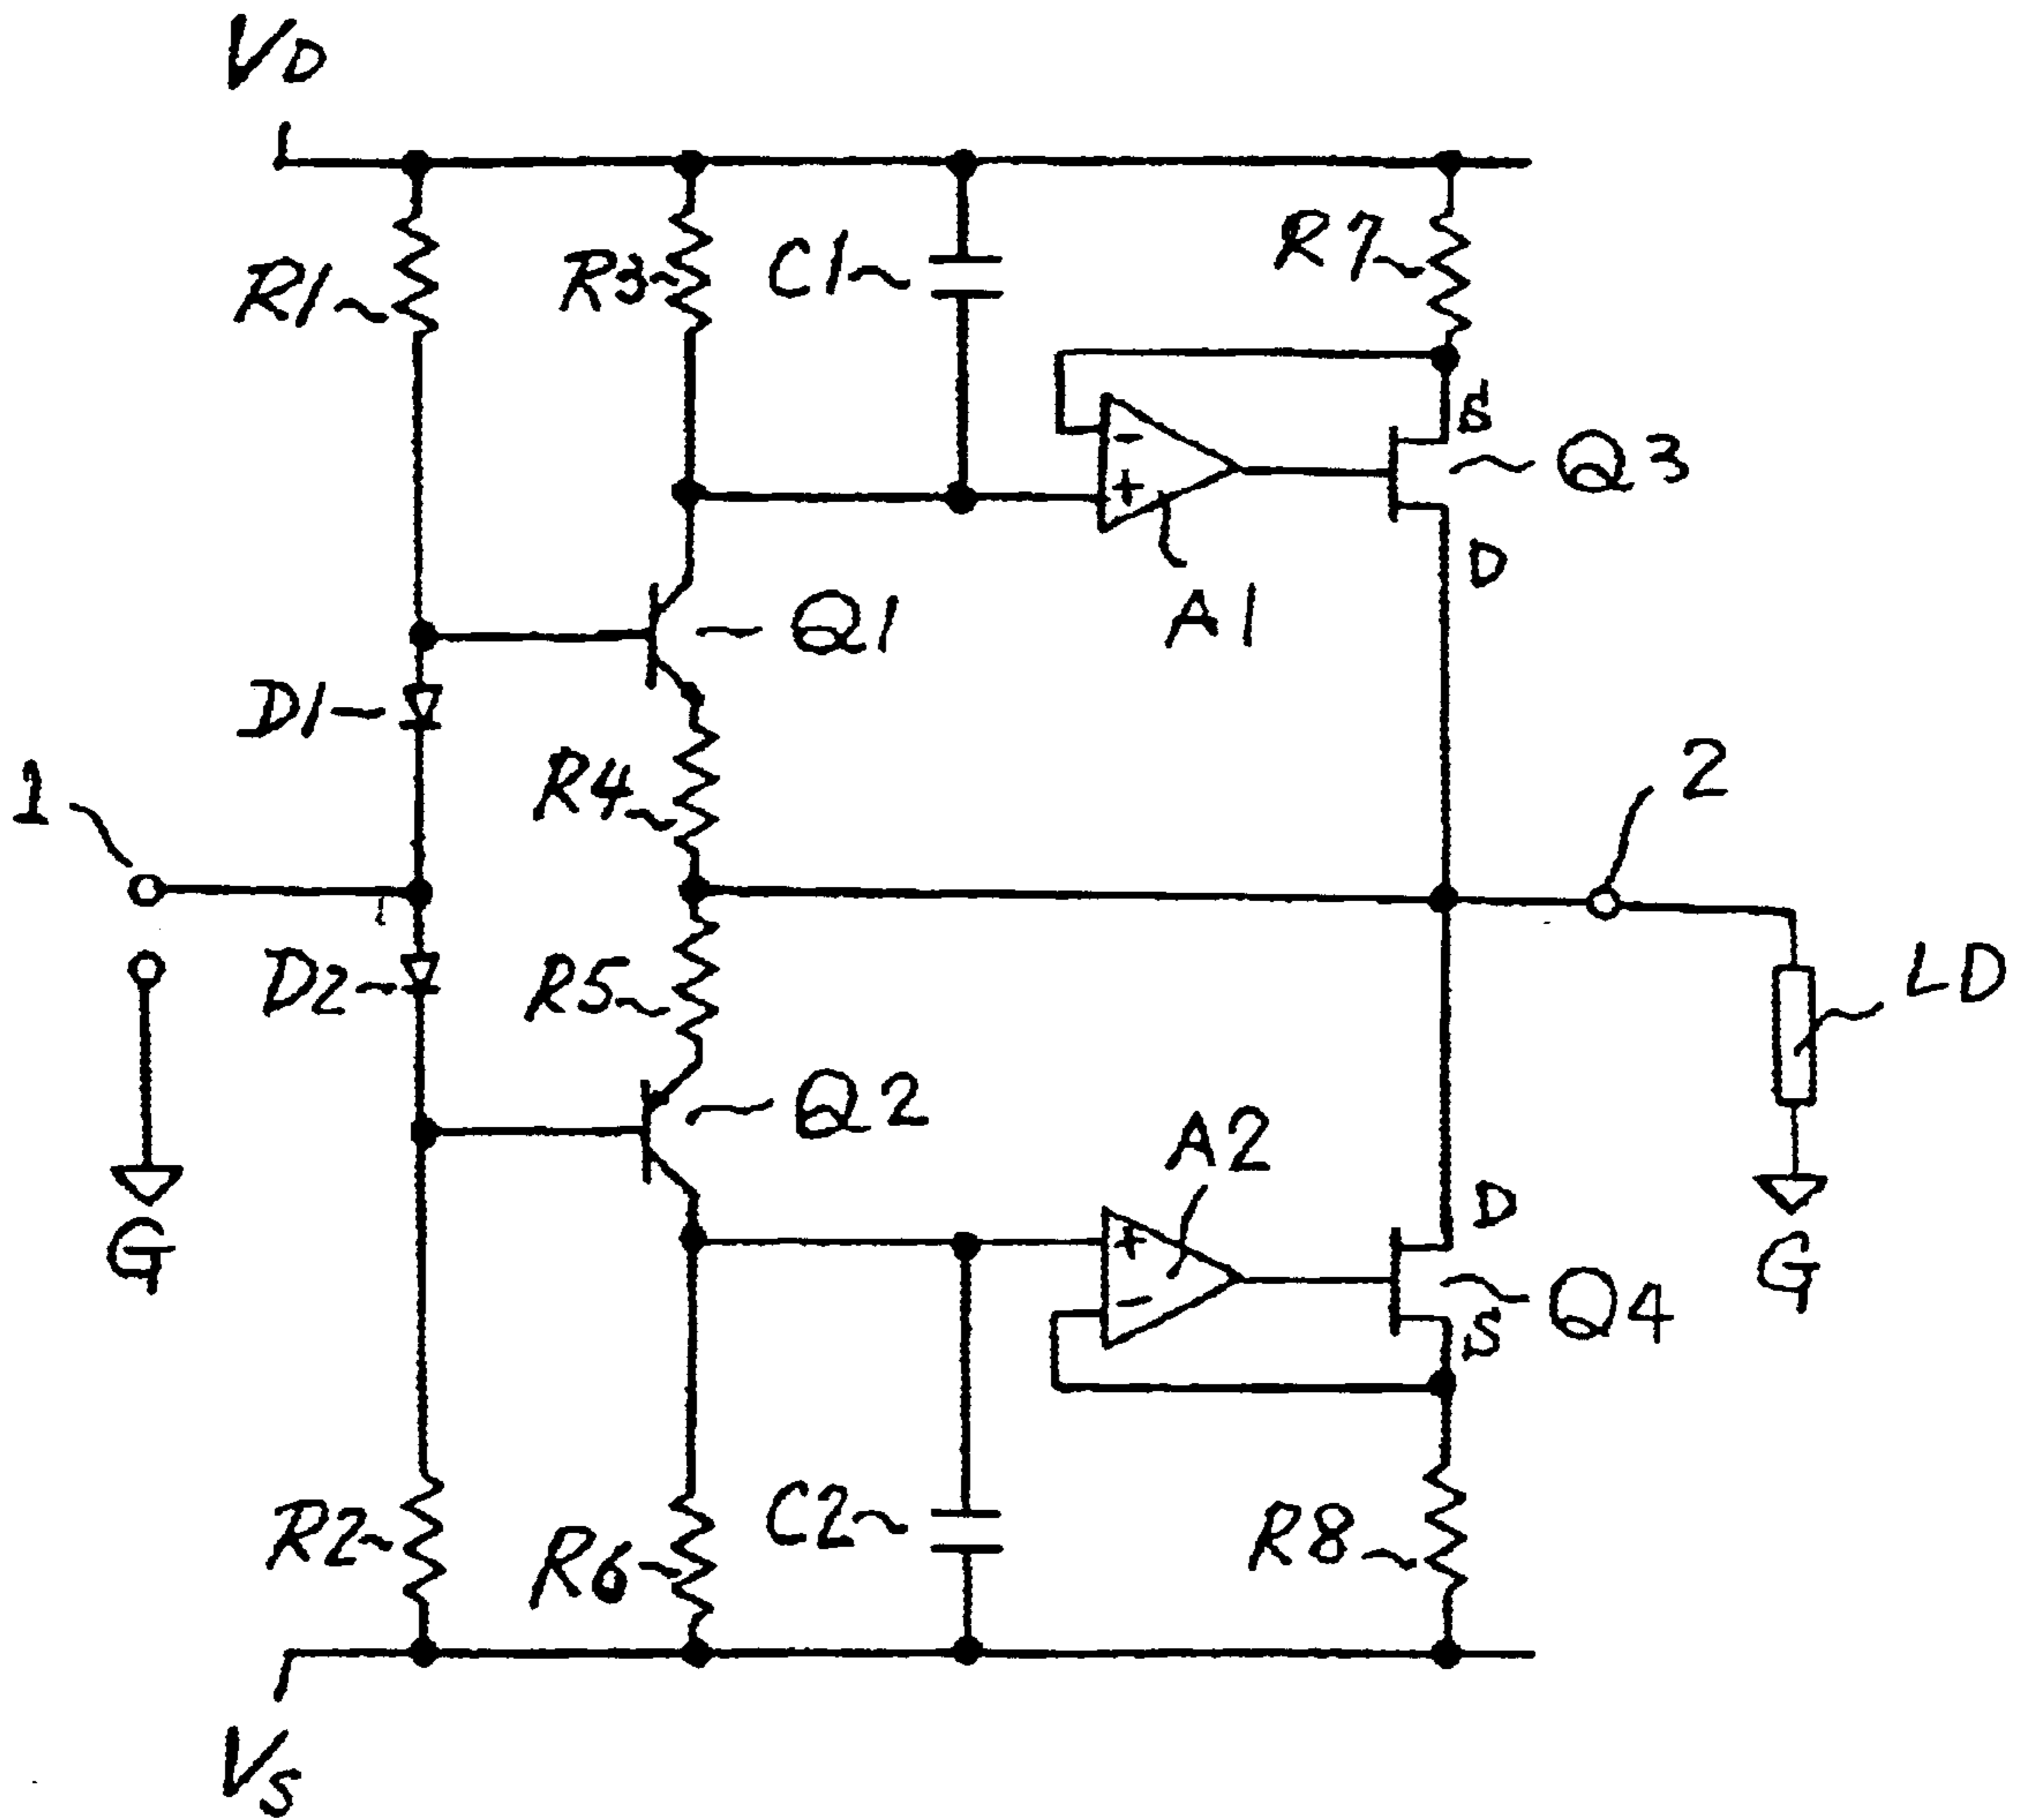 VD
R1
R3
C1
R7
-
+
S
Q3
D
A1
Q1
D1
R4
1
2
D2
R5
LD
Q2
A2
G
+
-
D
Q4
S
G
R2
R6
C2
R8
VS